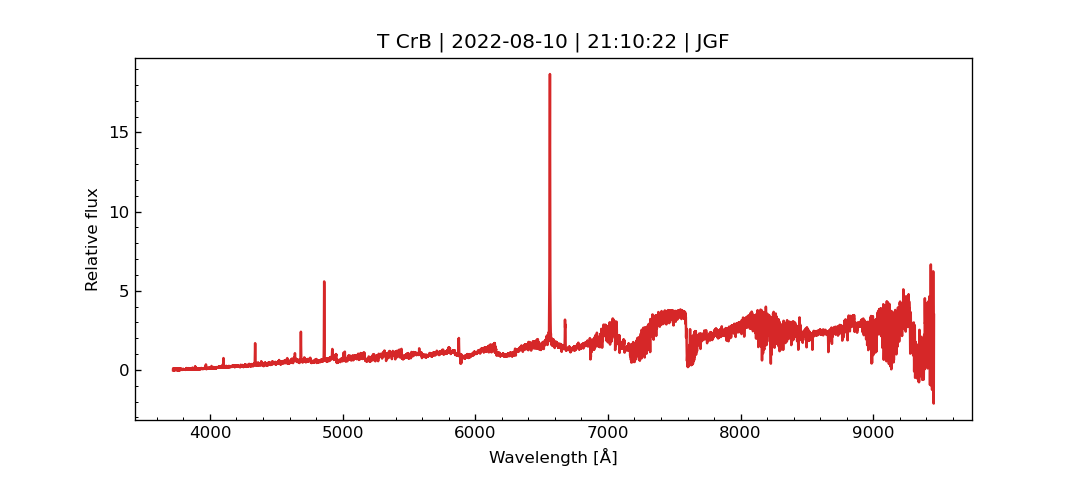 T CrB | 2022-08-10 | 21:10:22 | JGF
Relative flux
15
10
5
0
4000 5000 6000 7000 8000 9000
Wavelength [Å]